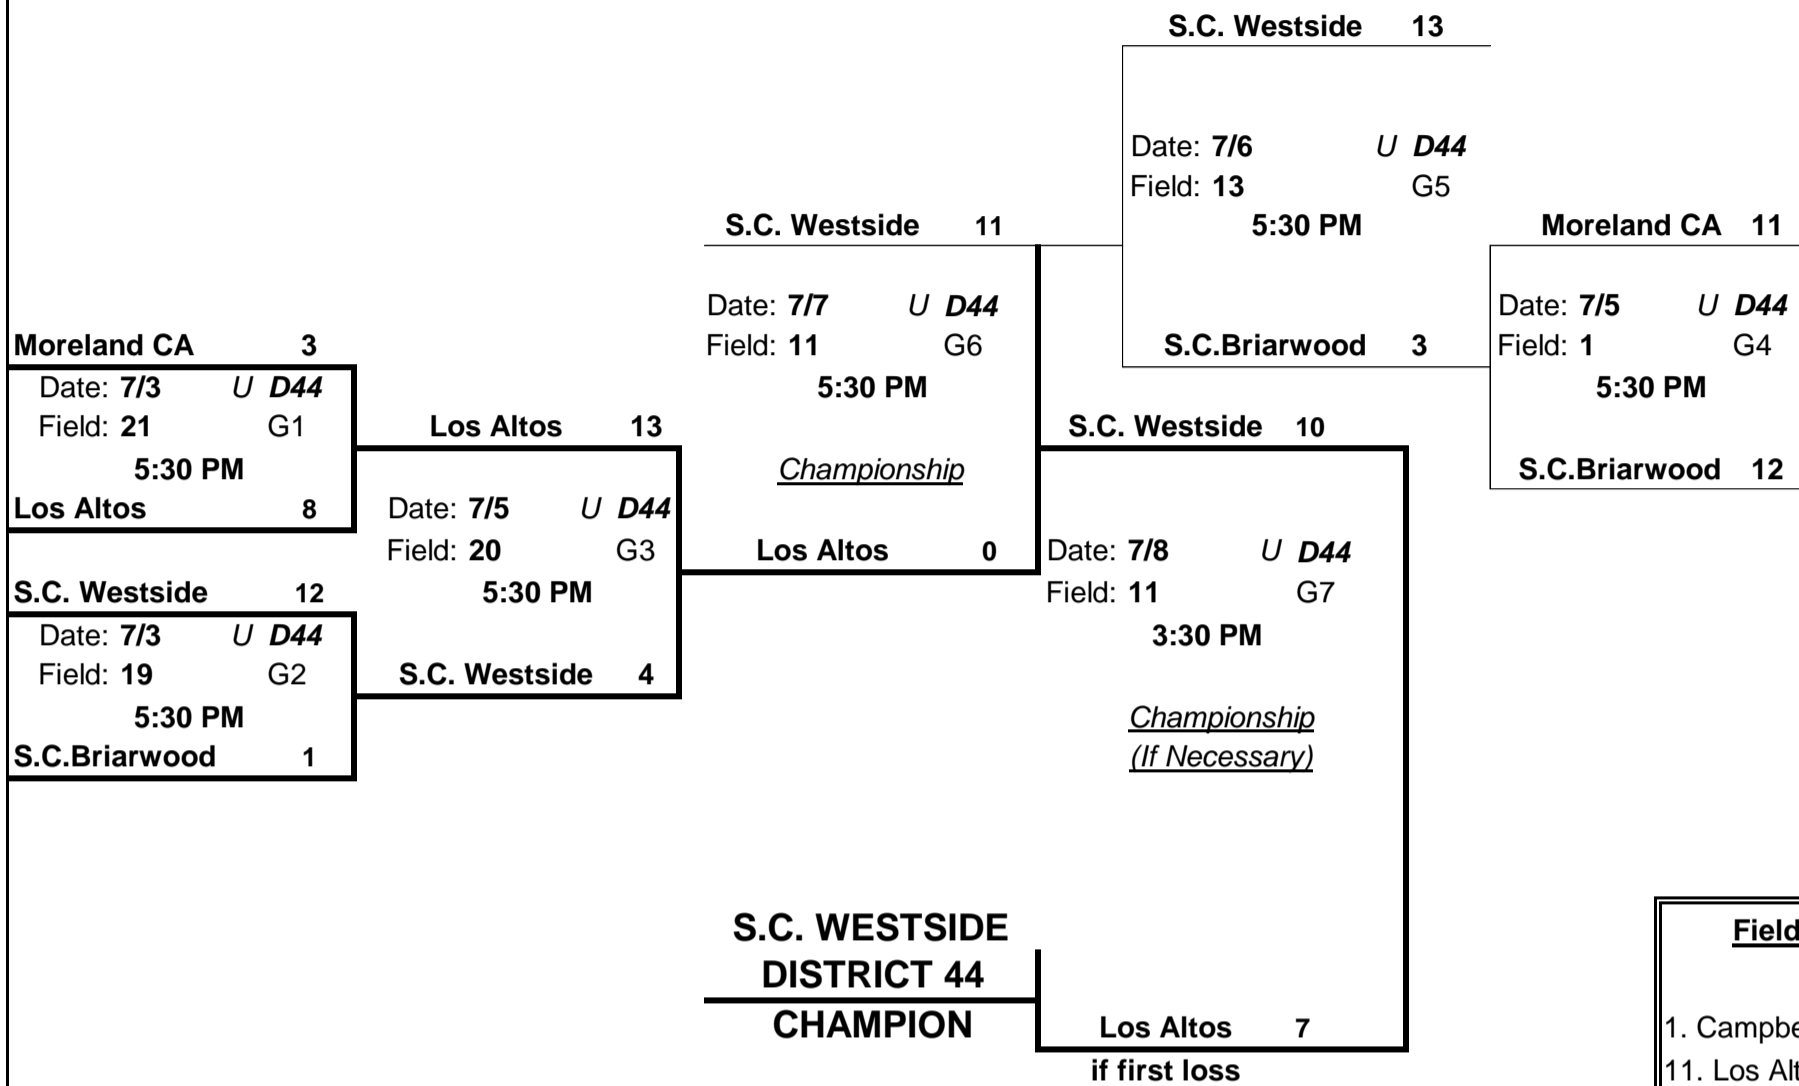 S.C. Westside 13
Date: 7/6 U D44
Field: 13 G5
5:30 PM
S.C.Briarwood 3
Moreland CA 11
Date: 7/5 U D44
Field: 1 G4
5:30 PM
S.C.Briarwood 12
S.C. Westside 11
Date: 7/7 U D44
Field: 11 G6
5:30 PM
Championship
Los Altos 0
Moreland CA 3
Date: 7/3 U D44
Field: 21 G1
5:30 PM
Los Altos 8
S.C. Westside 12
Date: 7/3 U D44
Field: 19 G2
5:30 PM
S.C.Briarwood 1
Los Altos 13
Date: 7/5 U D44
Field: 20 G3
5:30 PM
S.C. Westside 4
S.C. Westside 10
Date: 7/8 U D44
Field: 11 G7
3:30 PM
Championship
(If Necessary)
Los Altos 7
if first loss
S.C. WESTSIDE
DISTRICT 44
CHAMPION
Field
1. Campbe
11. Los Alt